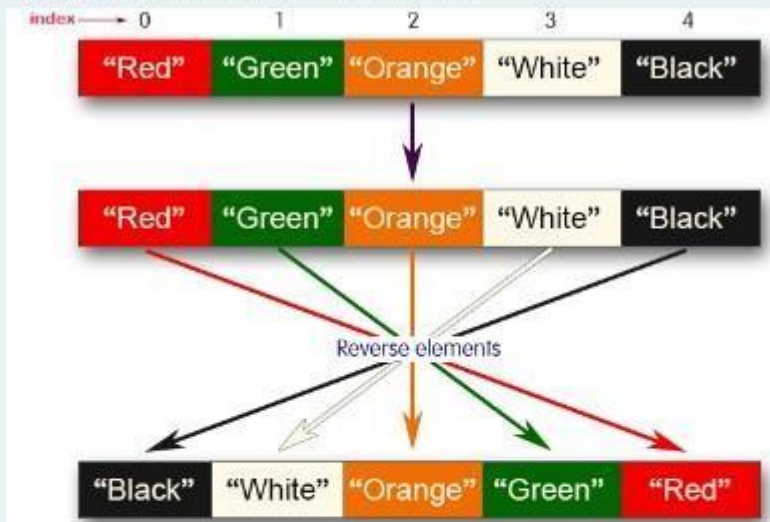 index 0 1 2 3 4
“Red” “Green” “Orange” “White” “Black”
“Red” “Green” “Orange” “White” “Black”
Reverse elements
“Black” “White” “Orange” “Green” “Red”